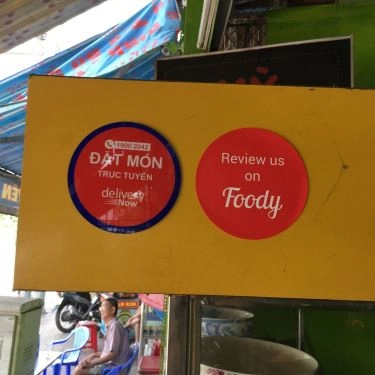 1900 2042
ĐẶT MÓN
TRỰC TUYẾN
delivery
Now
Review us
on
Foody